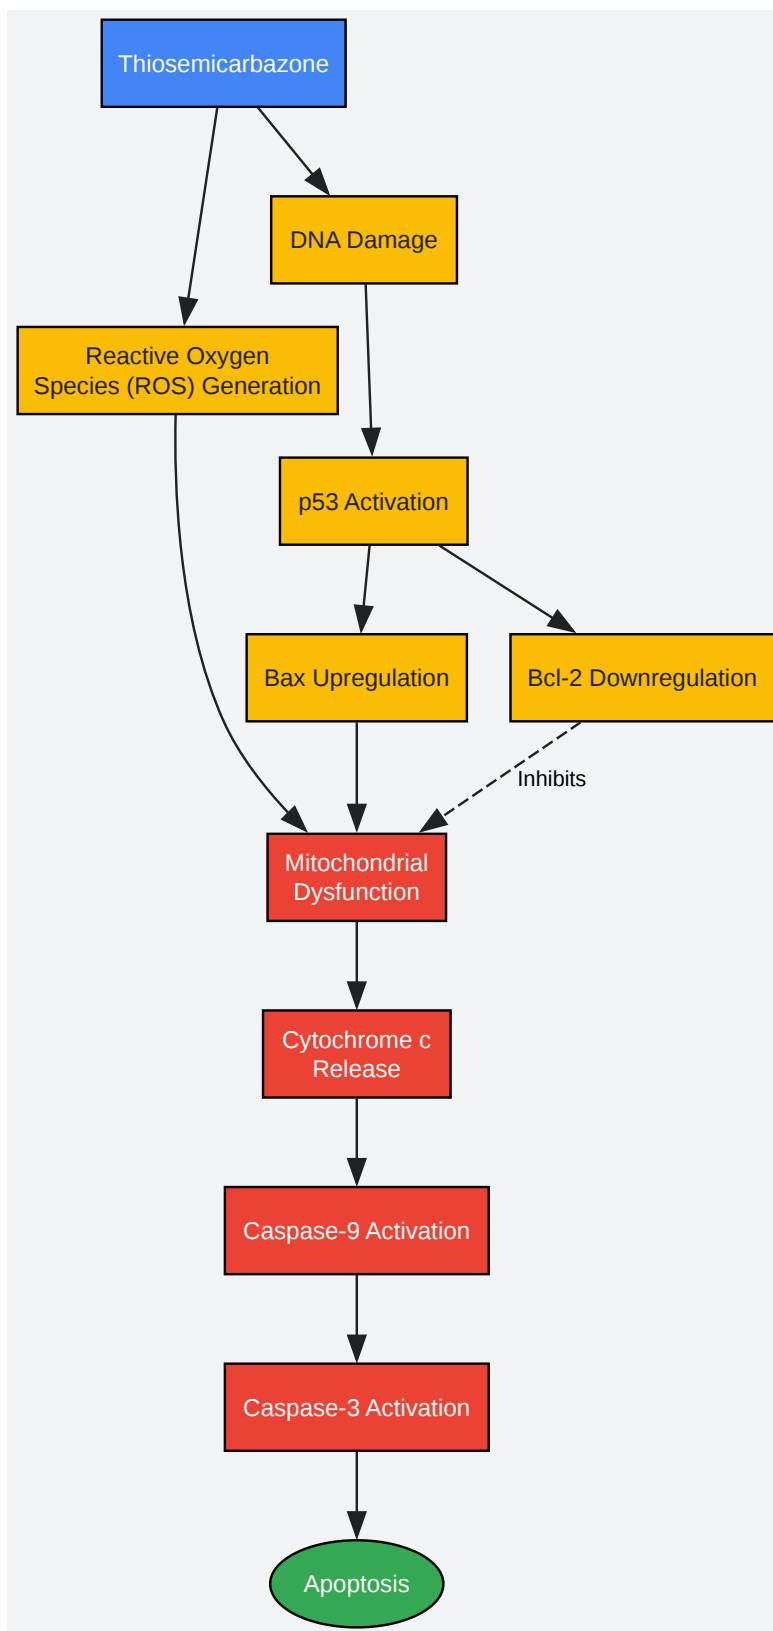 Thiosemicarbazone
DNA Damage
Reactive Oxygen
Species (ROS) Generation
p53 Activation
Bax Upregulation
Bcl-2 Downregulation
Inhibits
Mitochondrial
Dysfunction
Cytochrome c
Release
Caspase-9 Activation
Caspase-3 Activation
Apoptosis